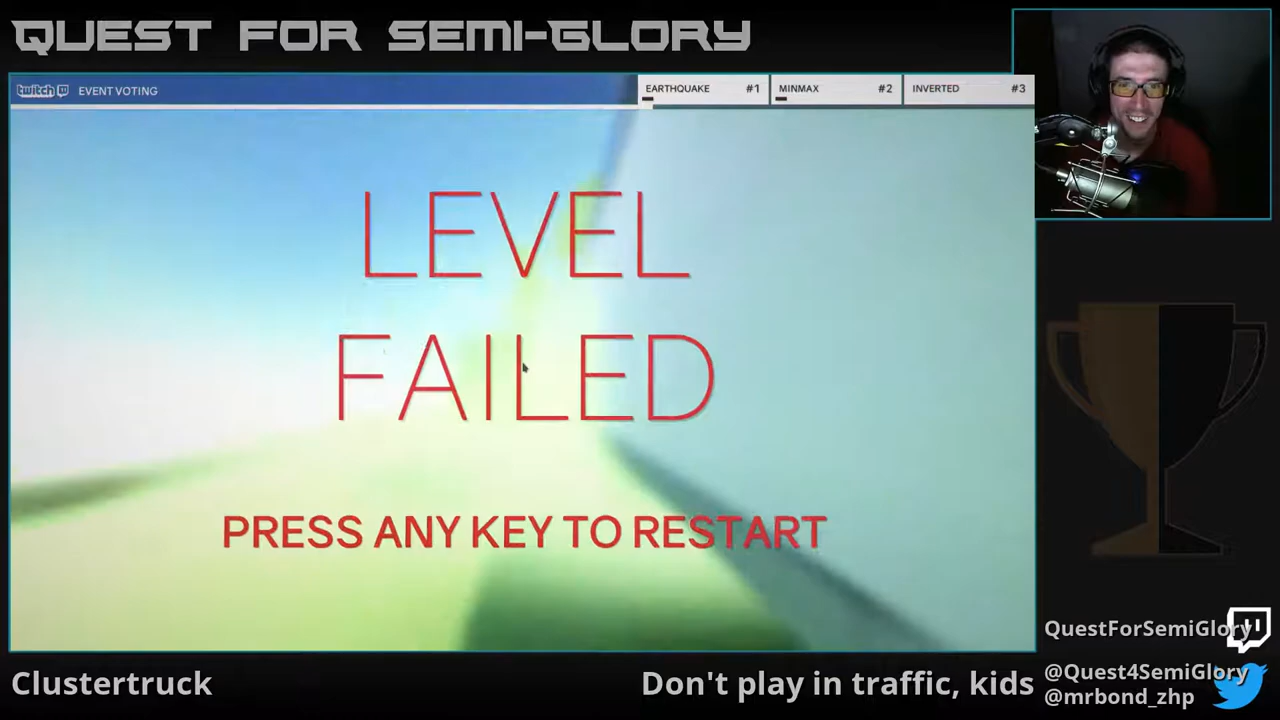 QUEST FOR SEMI-GLORY
twitch EVENT VOTING
EARTHQUAKE #1
MINMAX #2
INVERTED #3
LEVEL
FAILED
PRESS ANY KEY TO RESTART
QuestForSemiGlory
@Quest4SemiGlory
@mrbond_zhp
Clustertruck
Don't play in traffic, kids